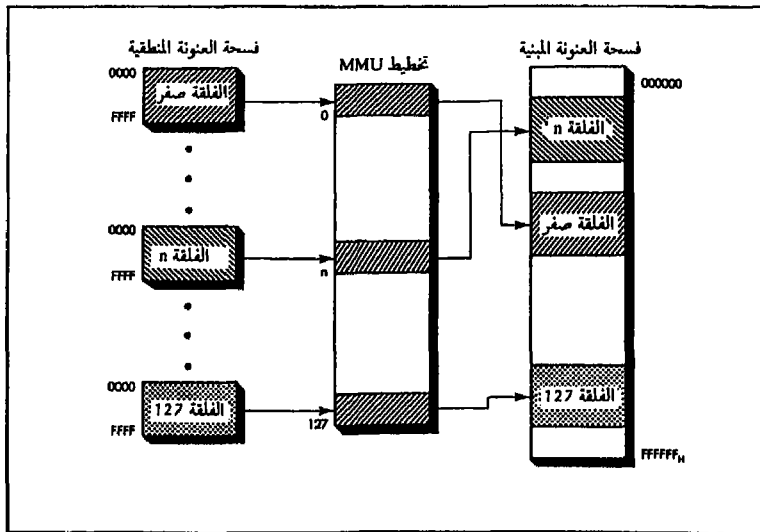 فسحة العنونة المنطقية
تخطيط MMU
فسحة العنونة المبنية
0000
الفلقة صفر
FFFF
0
000000
الفلقة n
الفلقة صفر
0000
الفلقة n
FFFF
n
0000
الفلقة 127
FFFF
127
الفلقة 127
FFFFFFH